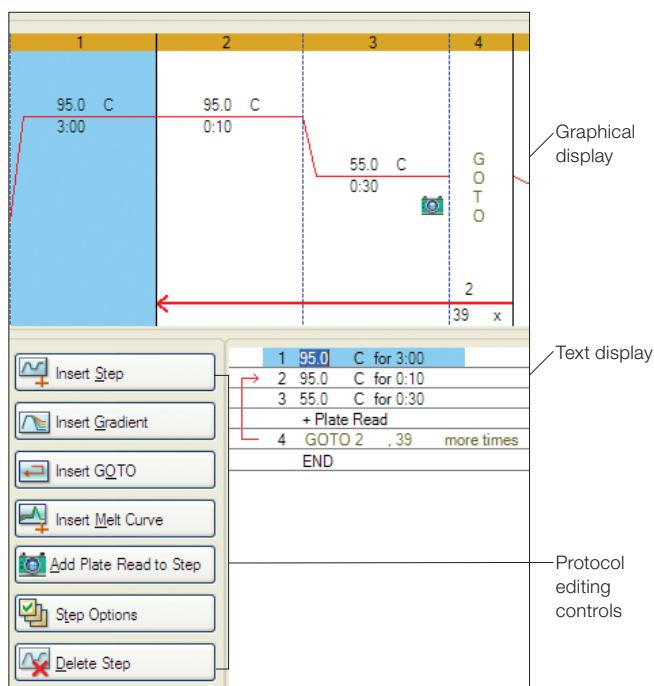 1 2 3 4
95.0 C 95.0 C
3:00 0:10
55.0 C
0:30
GOTO
2
39 x
Graphical
display
Insert Step
Insert Gradient
Insert GOTO
Insert Melt Curve
Add Plate Read to Step
Step Options
Delete Step
1 95.0 C for 3:00
2 95.0 C for 0:10
3 55.0 C for 0:30
+ Plate Read
4 GOTO 2 , 39 more times
END
Text display
Protocol
editing
controls